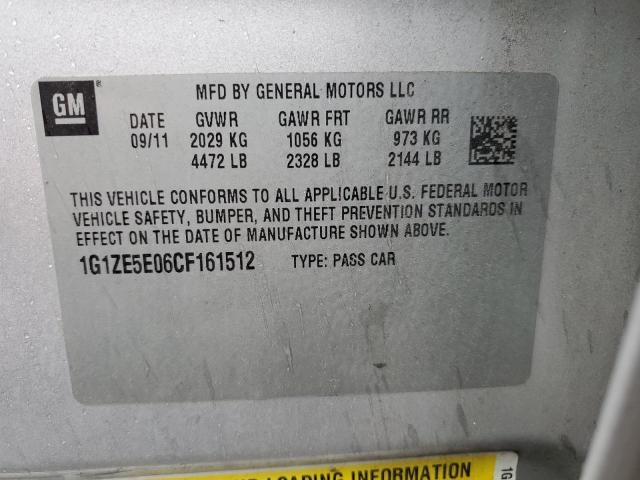 GM
®
MFD BY GENERAL MOTORS LLC
DATE GVWR GAWR FRT GAWR RR
09/11 2029 KG 1056 KG 973 KG
4472 LB 2328 LB 2144 LB
THIS VEHICLE CONFORMS TO ALL APPLICABLE U.S. FEDERAL MOTOR
VEHICLE SAFETY, BUMPER, AND THEFT PREVENTION STANDARDS IN
EFFECT ON THE DATE OF MANUFACTURE SHOWN ABOVE.
1G1ZE5E06CF161512 TYPE: PASS CAR
LOADING INFORMATION
1G